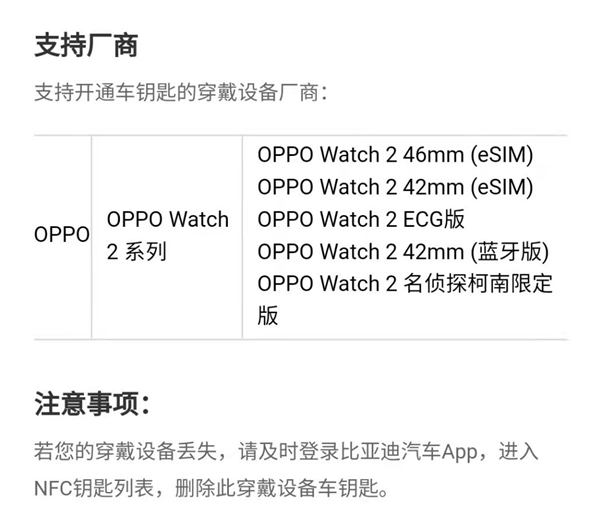 支持厂商
支持开通车钥匙的穿戴设备厂商：
OPPO
OPPO Watch
2 系列
OPPO Watch 2 46mm (eSIM)
OPPO Watch 2 42mm (eSIM)
OPPO Watch 2 ECG版
OPPO Watch 2 42mm (蓝牙版)
OPPO Watch 2 名侦探柯南限定
版
注意事项：
若您的穿戴设备丢失，请及时登录比亚迪汽车App，进入
NFC钥匙列表，删除此穿戴设备车钥匙。